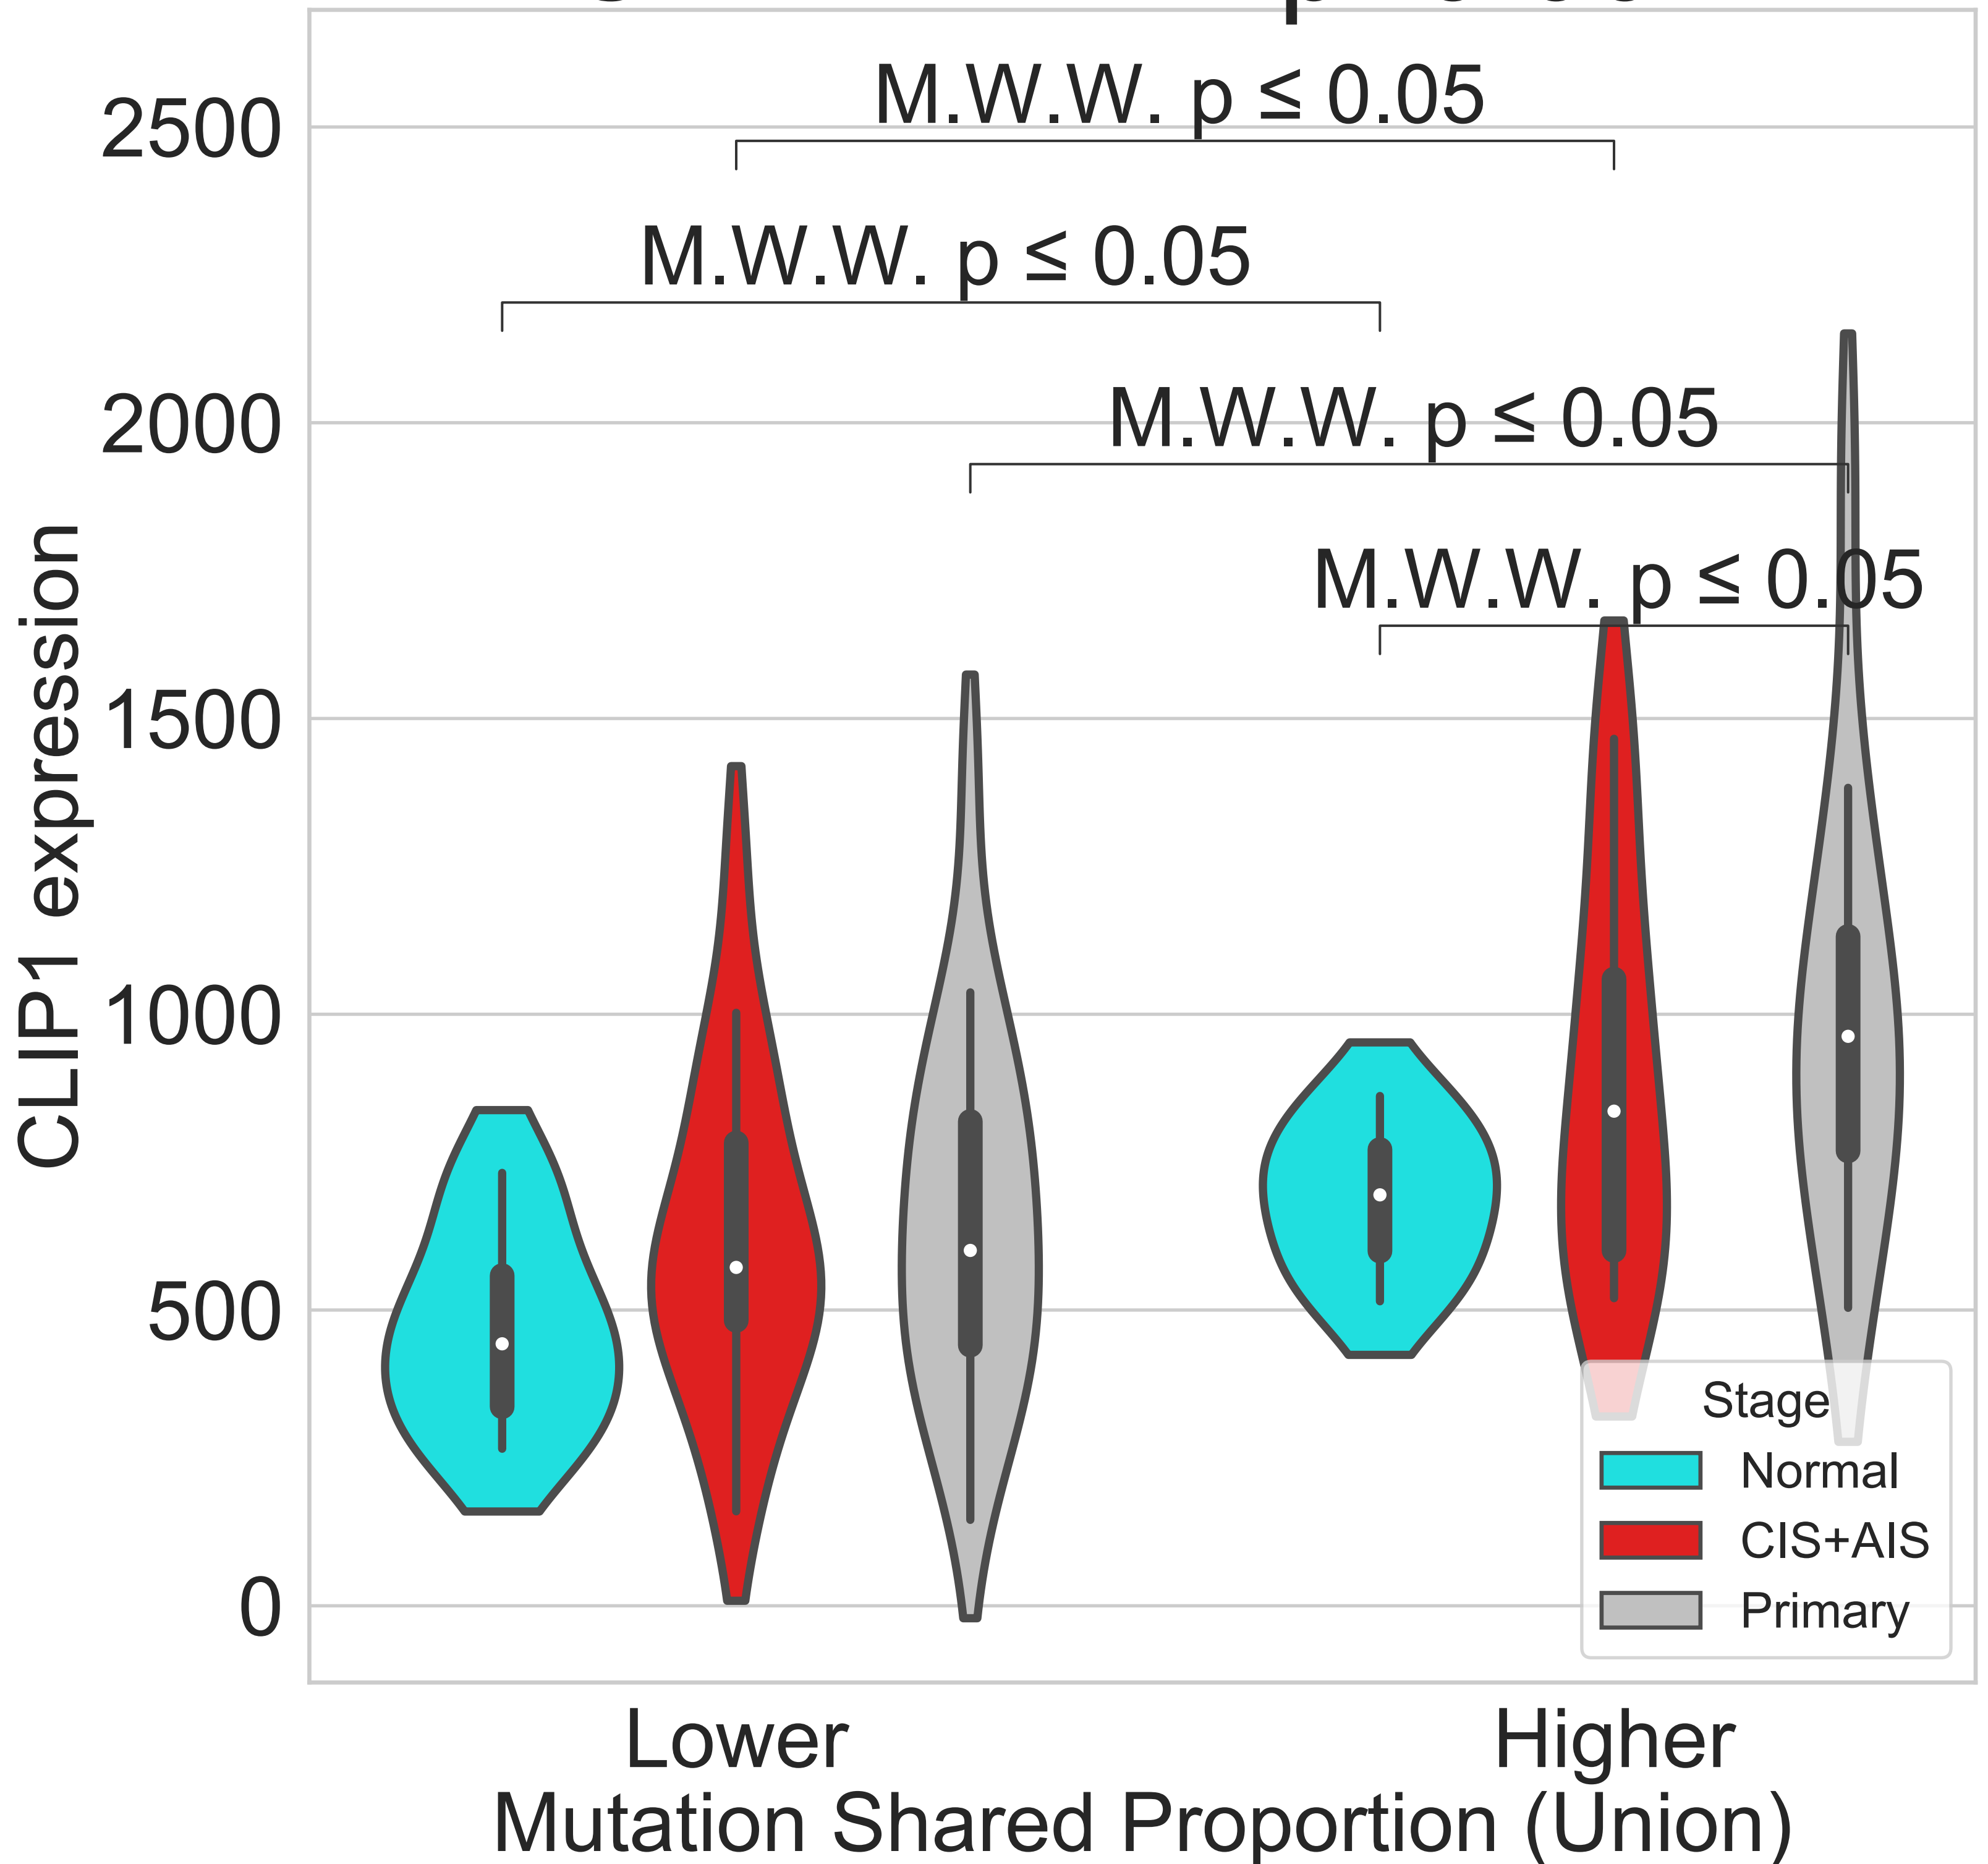 2500
2000
1500
1000
500
0
CLIP1 expression
M.W.W. p ≤ 0.05
M.W.W. p ≤ 0.05
M.W.W. p ≤ 0.05
M.W.W. p ≤ 0.05
Stage
Normal
CIS+AIS
Primary
Lower
Higher
Mutation Shared Proportion (Union)